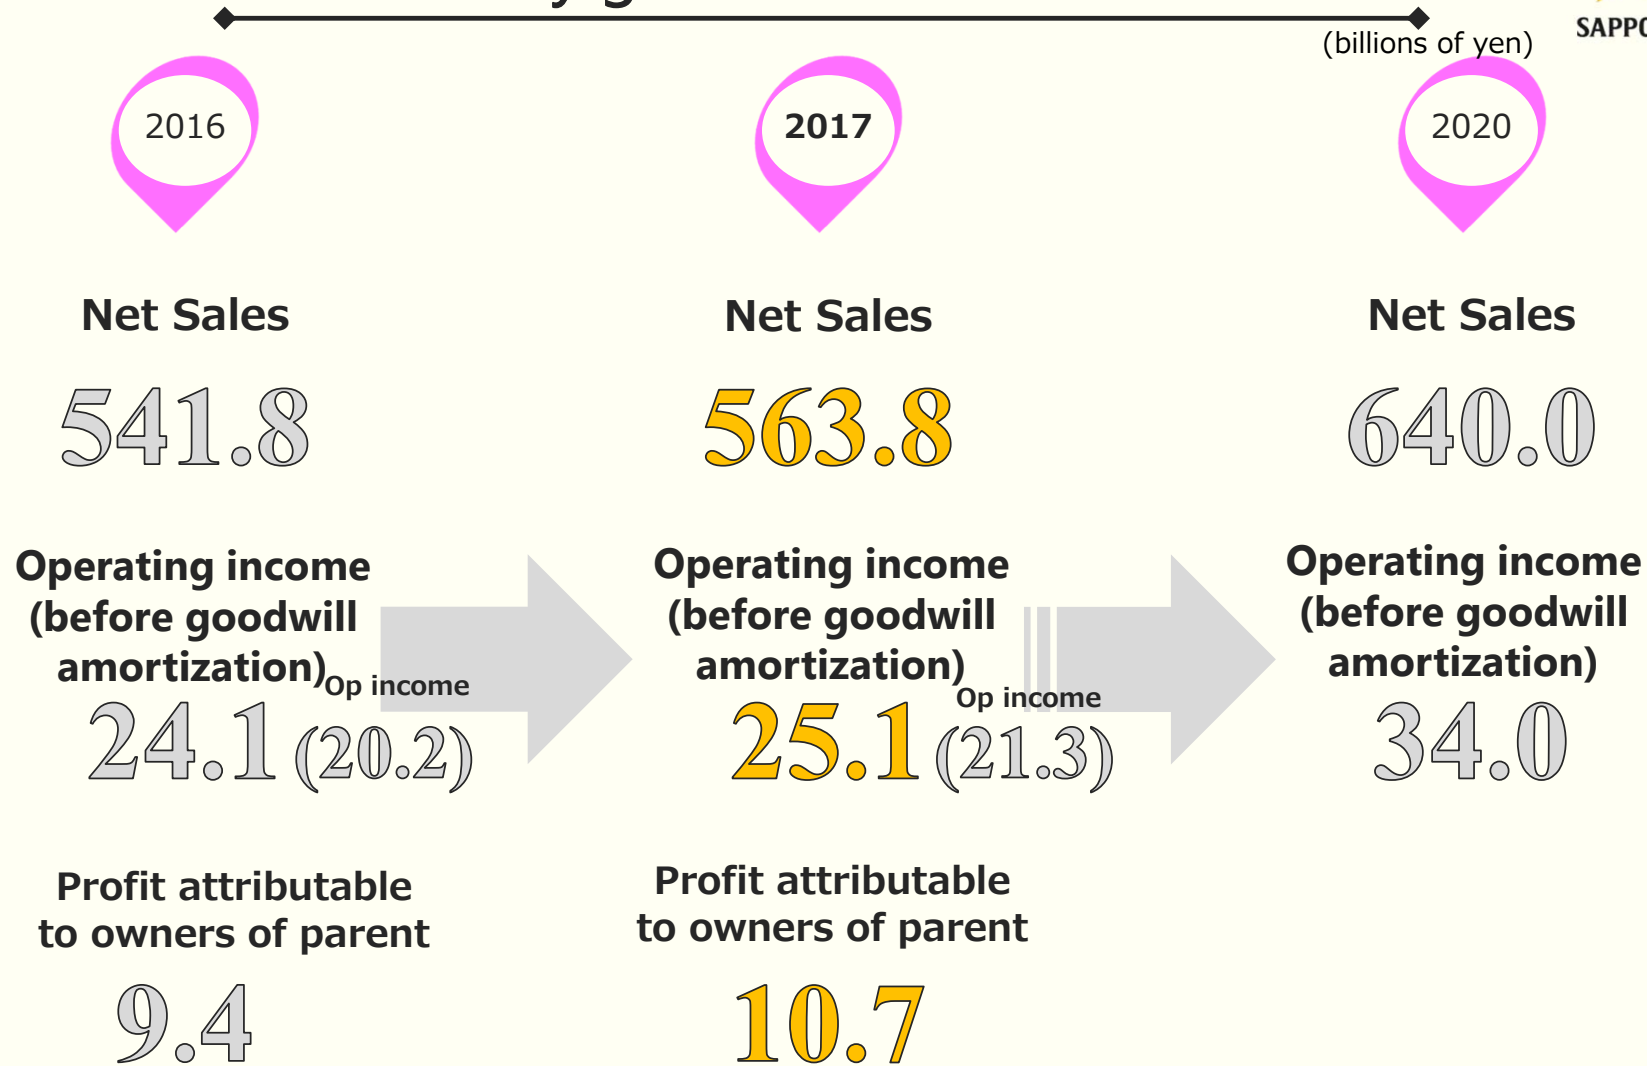 (billions of yen)
2016
2017
2020
Net Sales
541.8
Net Sales
563.8
Net Sales
640.0
Operating income
(before goodwill
amortization)
Op income
24.1 (20.2)
Operating income
(before goodwill
amortization)
Op income
25.1 (21.3)
Operating income
(before goodwill
amortization)
34.0
Profit attributable
to owners of parent
9.4
Profit attributable
to owners of parent
10.7